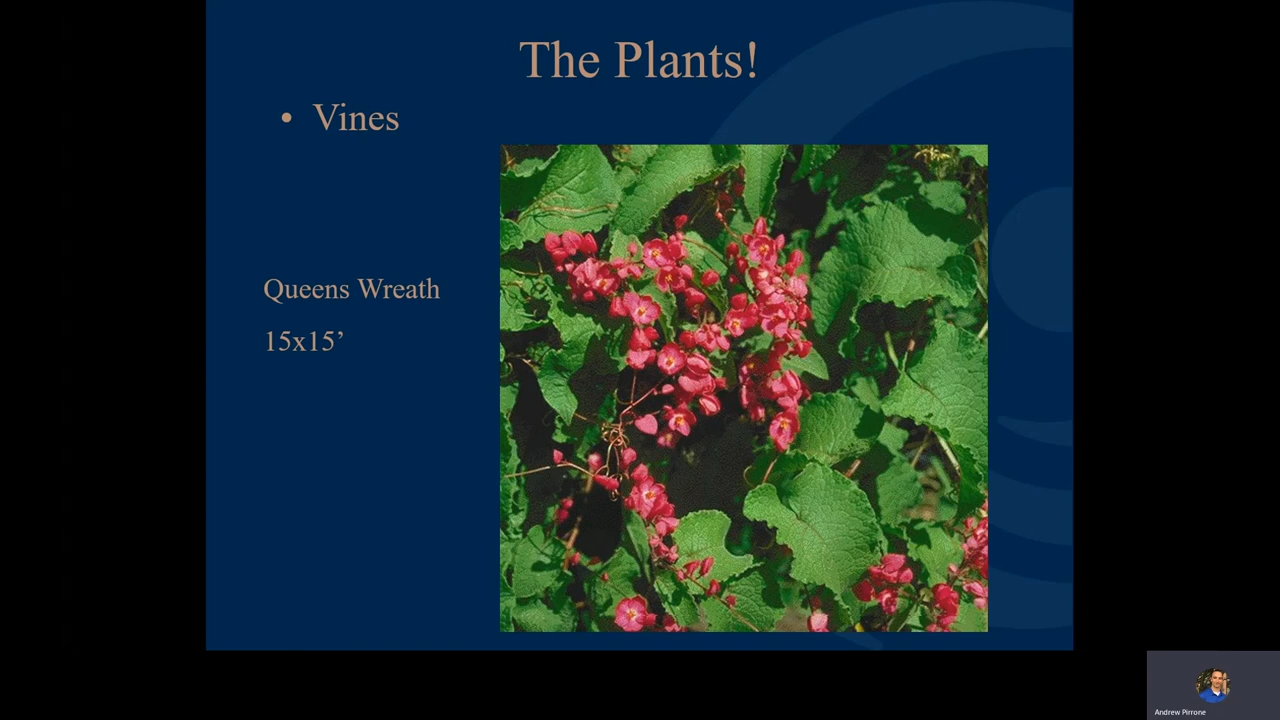 The Plants!
• Vines
Queens Wreath
15x15’
Andrew Pirrone